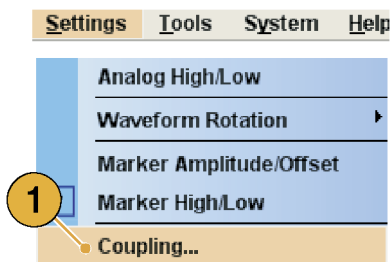 Settings Tools System Help
Analog High/Low
Waveform Rotation
Marker Amplitude/Offset
Marker High/Low
1
Coupling...